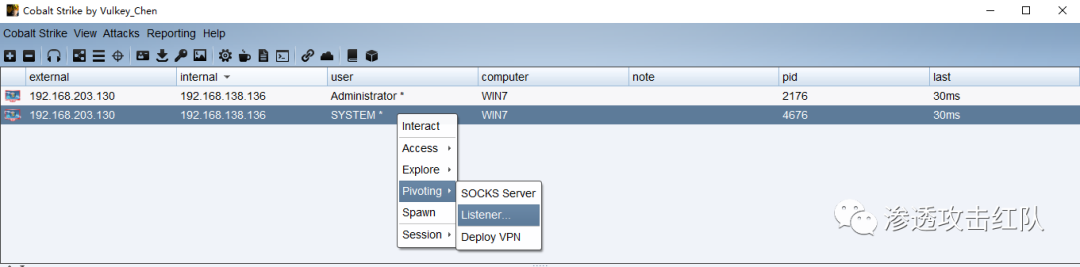 Cobalt Strike by Vulkey_Chen
Cobalt Strike View Attacks Reporting Help
external internal user computer note pid last
192.168.203.130 192.168.138.136 Administrator * WIN7 2176 30ms
192.168.203.130 192.168.138.136 SYSTEM * WIN7 4676 30ms
Interact
Access
Explore
Pivoting
Spawn
Session
SOCKS Server
Listener...
Deploy VPN
渗透攻击红队